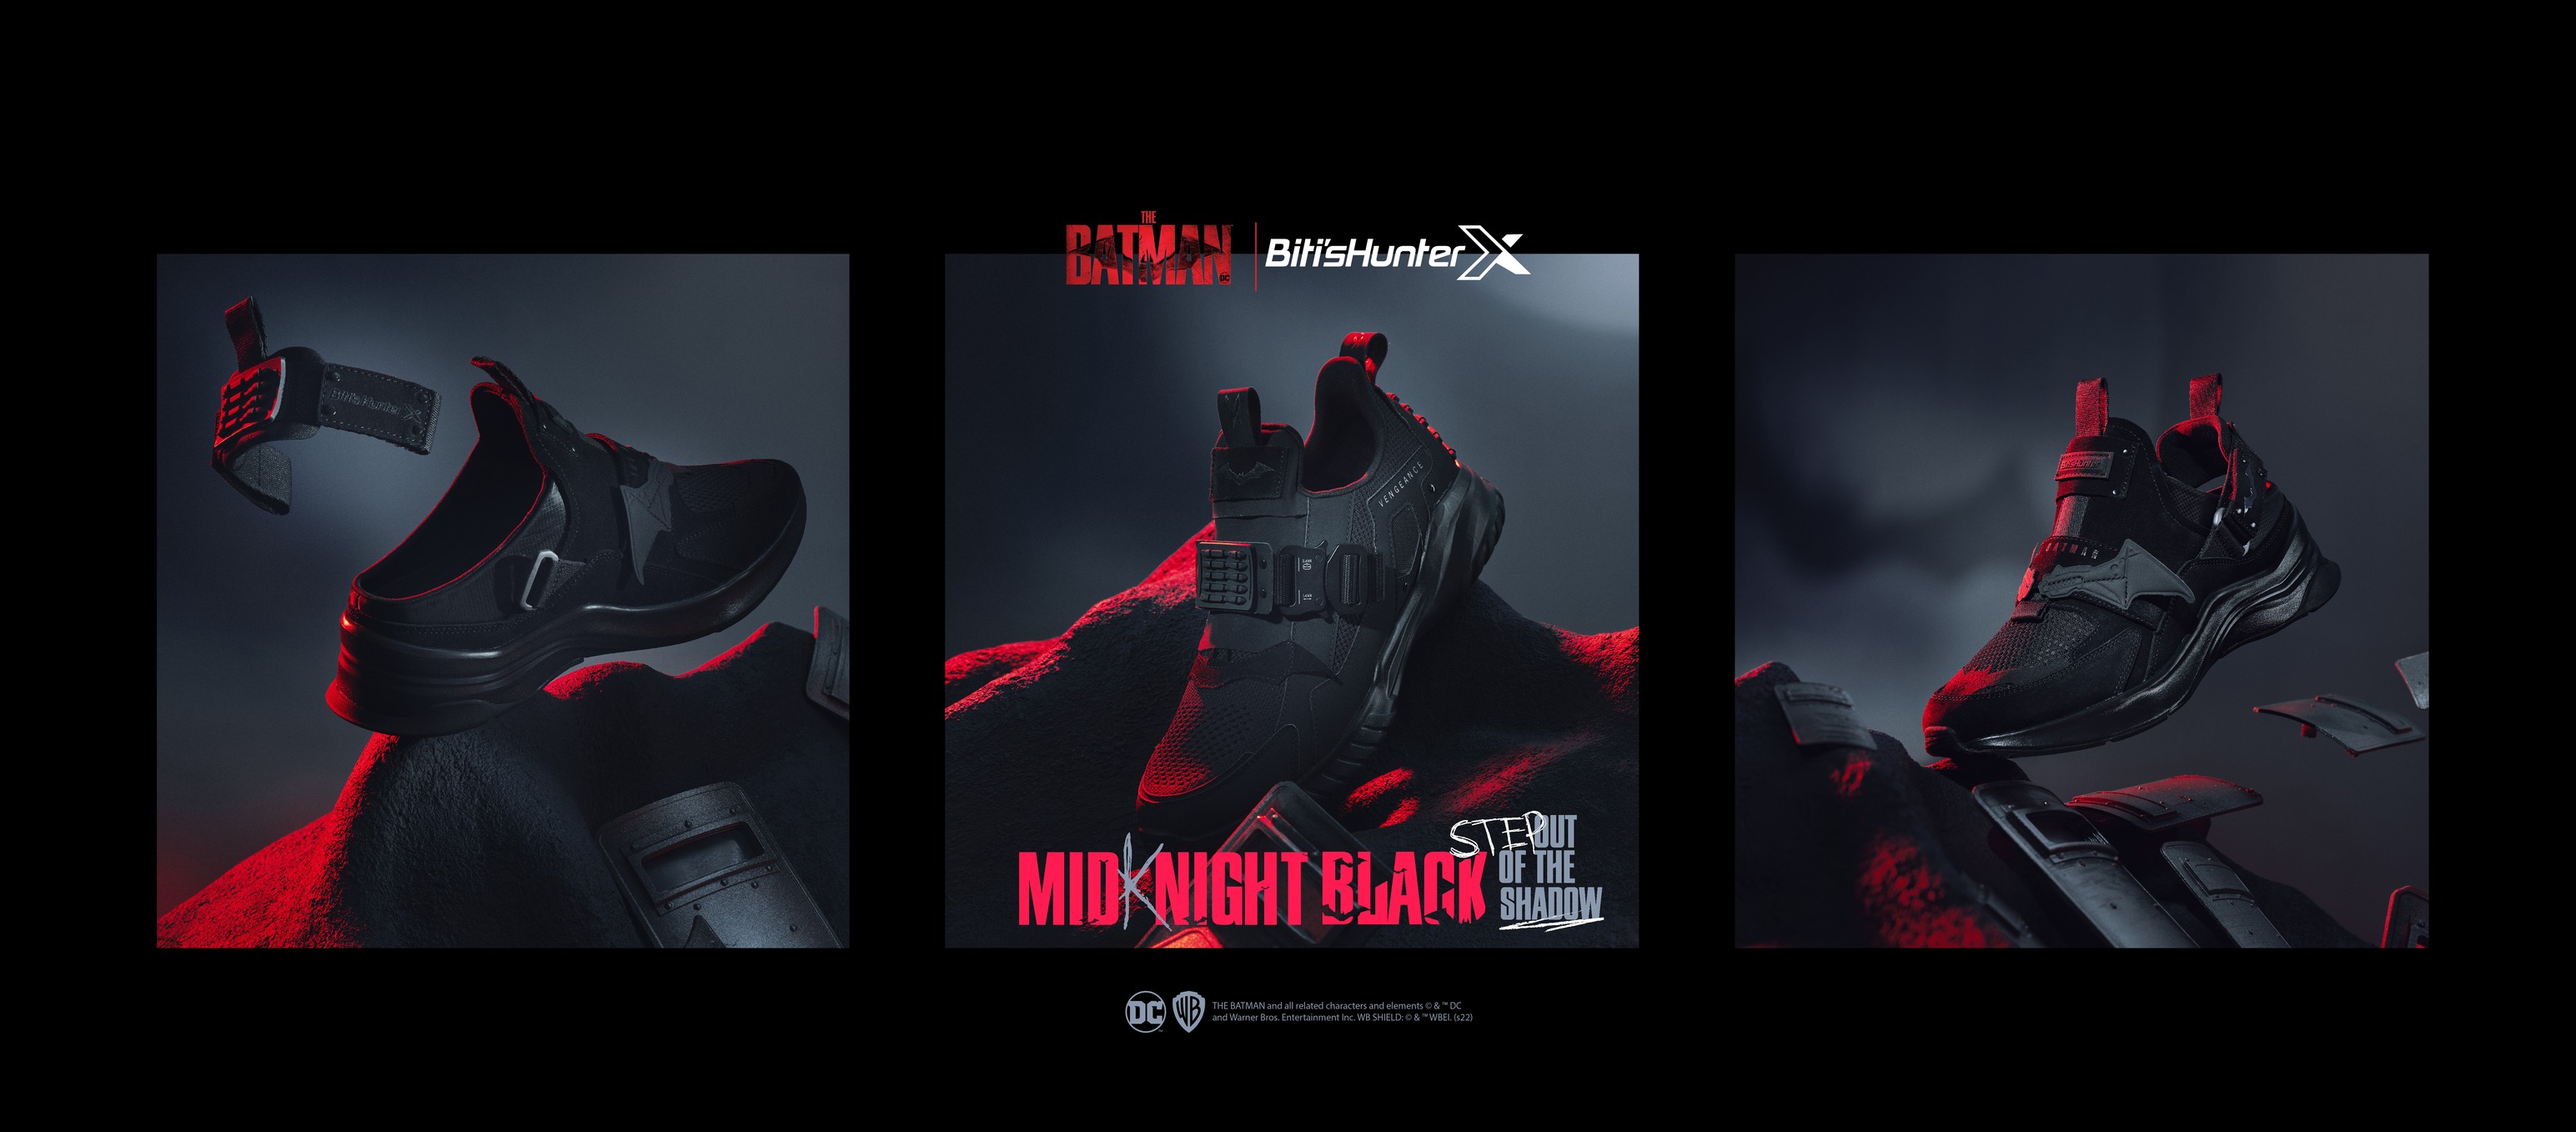 THE
BATMAN
DC
Biti'sHunter X
Biti's Hunter X
VENGEANCE
BATMAN
MIDKNIGHT BLACK
STEP OUT
OF THE
SHADOW
DC
WB
THE BATMAN and all related characters and elements © & ™ DC
and Warner Bros. Entertainment Inc. WB SHIELD: © & ™ WBEI. (s22)